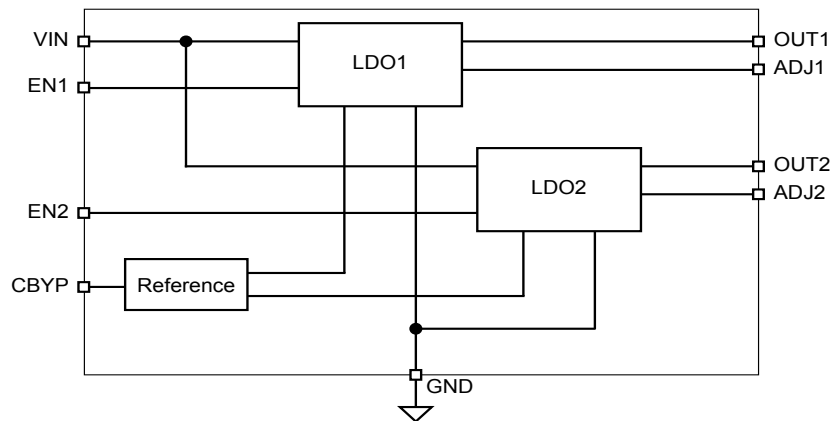 VIN
LDO1
OUT1
ADJ1
EN1
OUT2
LDO2
ADJ2
EN2
CBYP
Reference
GND